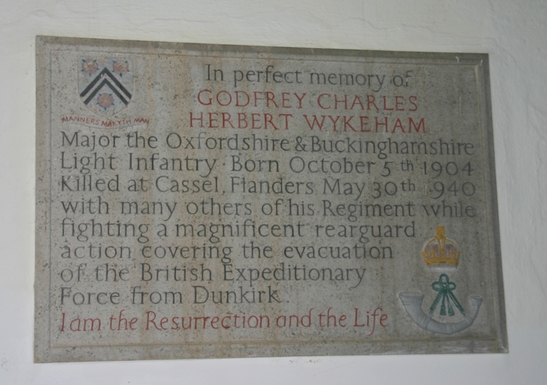 MANNERS MAKYTH MAN
In perfect memory of
GODFREY CHARLES
HERBERT WYKEHAM
Major the Oxfordshire & Buckinghamshire
Light Infantry · Born October 5th 1904
Killed at Cassel, Flanders May 30th 1940
with many others of his Regiment while
fighting a magnificent rearguard
action covering the evacuation
of the British Expeditionary
Force from Dunkirk.
I am the Resurrection and the Life